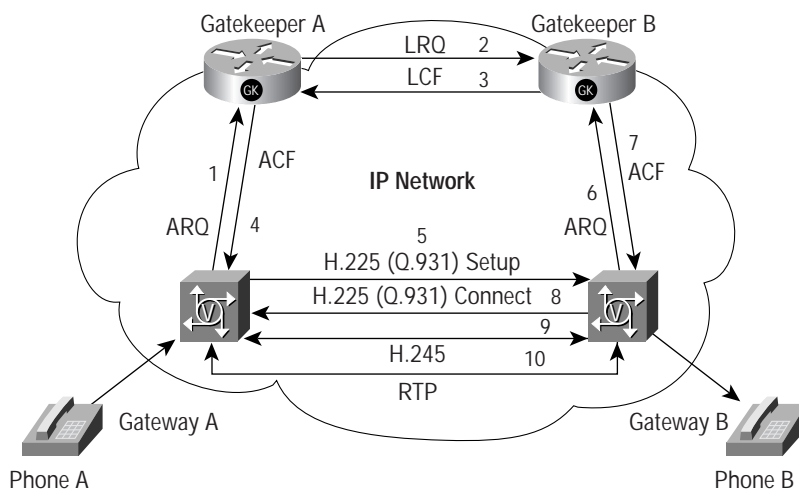 Gatekeeper A
Gatekeeper B
LRQ 2
LCF 3
GK
GK
1
ACF
7
ACF
IP Network
6
ARQ
4
ARQ
5
H.225 (Q.931) Setup
H.225 (Q.931) Connect 8
V
V
9
H.245
10
RTP
Gateway A
Gateway B
Phone A
Phone B